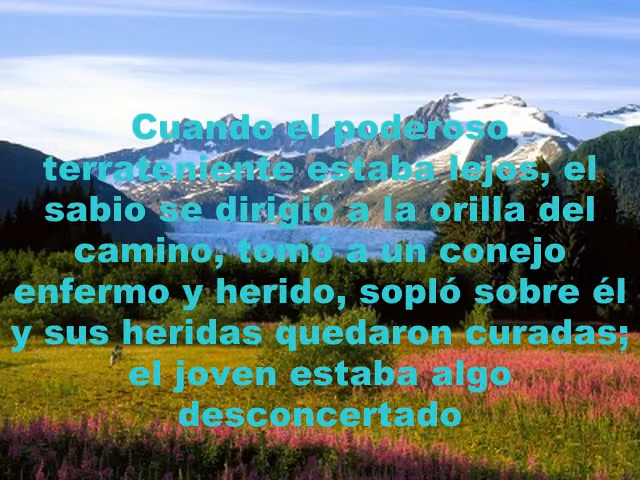 Cuando el poderoso
terrateniente estaba lejos, el
sabio se dirigió a la orilla del
camino, tomó a un conejo
enfermo y herido, sopló sobre él
y sus heridas quedaron curadas;
el joven estaba algo
desconcertado